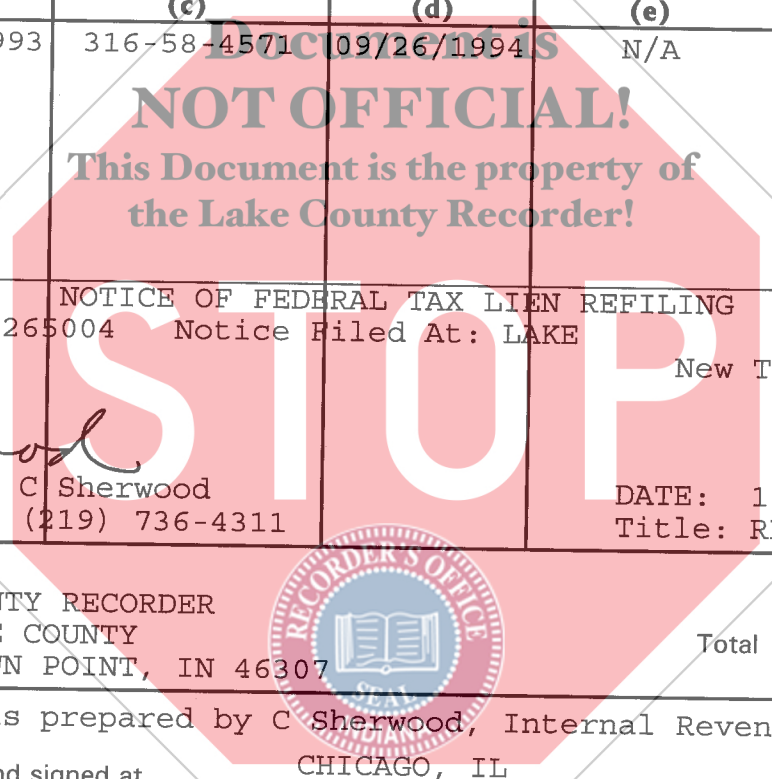 (c) (d) (e)
993 316-58-4571 09/26/1994 N/A
Document is
NOT OFFICIAL!
This Document is the property of
the Lake County Recorder!
NOTICE OF FEDERAL TAX LIEN REFILING
265004 Notice Filed At: LAKE
New T
STOP
C Sherwood
(219) 736-4311
DATE: 1
Title: R
RECORDER'S OFFICE
SEAL
INDIANA
NTY RECORDER
COUNTY
N POINT, IN 46307
Total
s prepared by C Sherwood, Internal Reven
nd signed at CHICAGO, IL